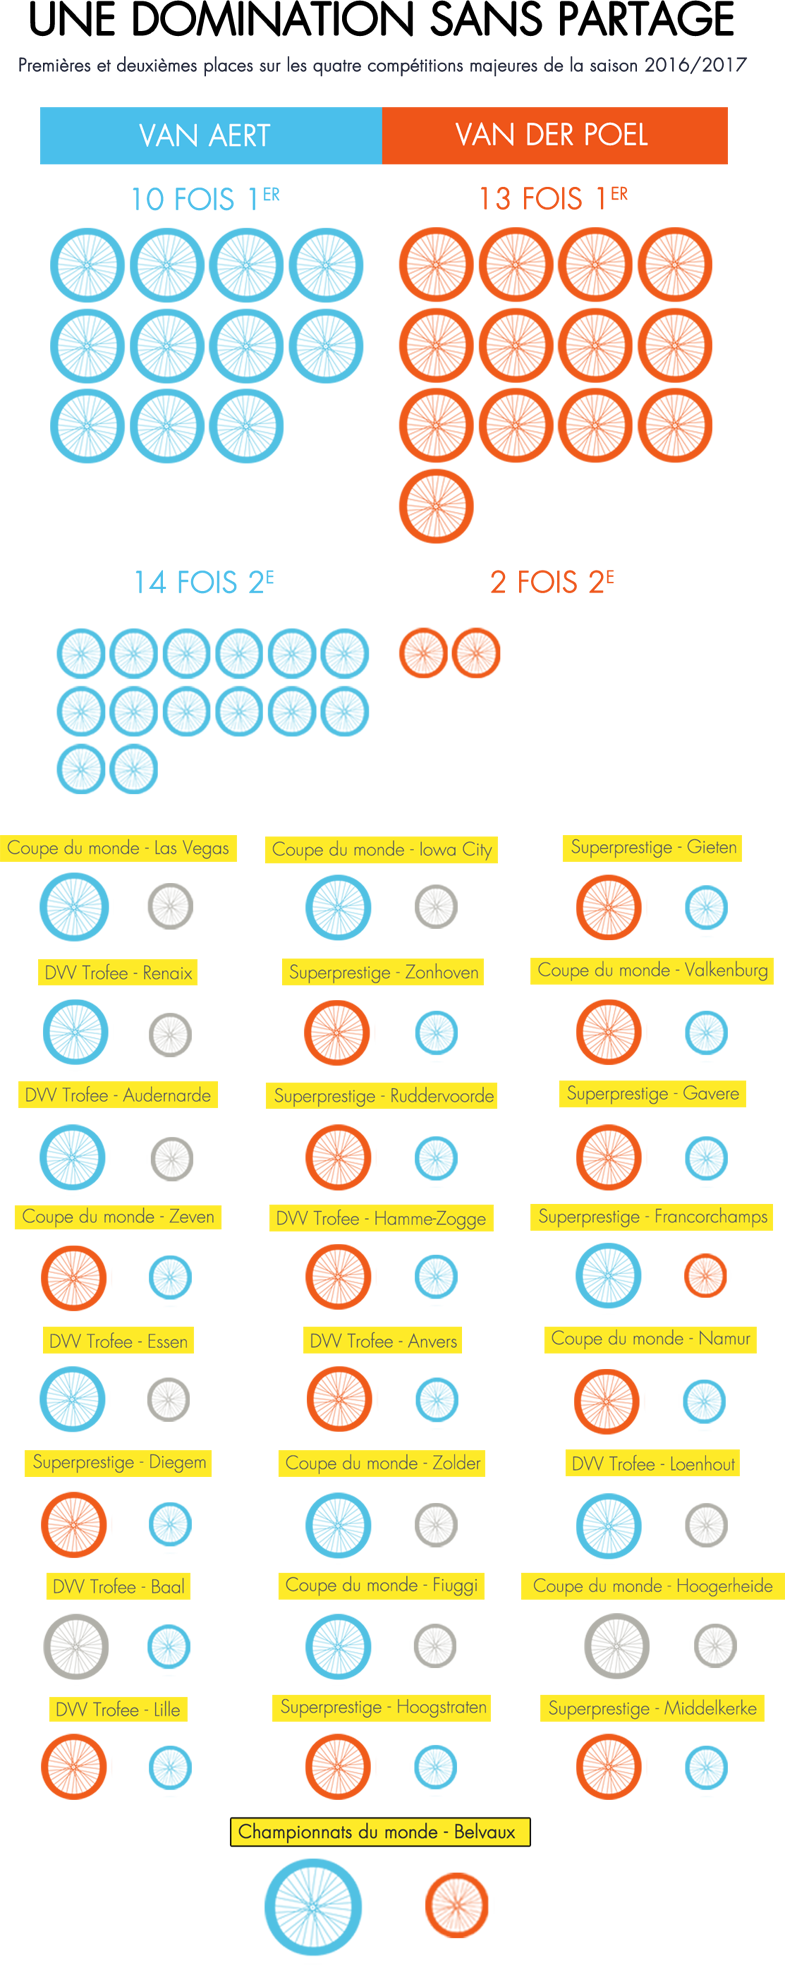 UNE DOMINATION SANS PARTAGE
Premières et deuxièmes places sur les quatre compétitions majeures de la saison 2016/2017
VAN AERT
VAN DER POEL
10 FOIS 1ER
13 FOIS 1ER
14 FOIS 2E
2 FOIS 2E
Coupe du monde - Las Vegas
Coupe du monde - Iowa City
Superprestige - Gieten
DVV Trofee - Renaix
Superprestige - Zonhoven
Coupe du monde - Valkenburg
DVV Trofee - Audernarde
Superprestige - Ruddervoorde
Superprestige - Gavere
Coupe du monde - Zeven
DVV Trofee - Hamme-Zogge
Superprestige - Francorchamps
DVV Trofee - Essen
DVV Trofee - Anvers
Coupe du monde - Namur
Superprestige - Diegem
Coupe du monde - Zolder
DVV Trofee - Loenhout
DVV Trofee - Baal
Coupe du monde - Fiuggi
Coupe du monde - Hoogerheide
DVV Trofee - Lille
Superprestige - Hoogstraten
Superprestige - Middelkerke
Championnats du monde - Belvaux